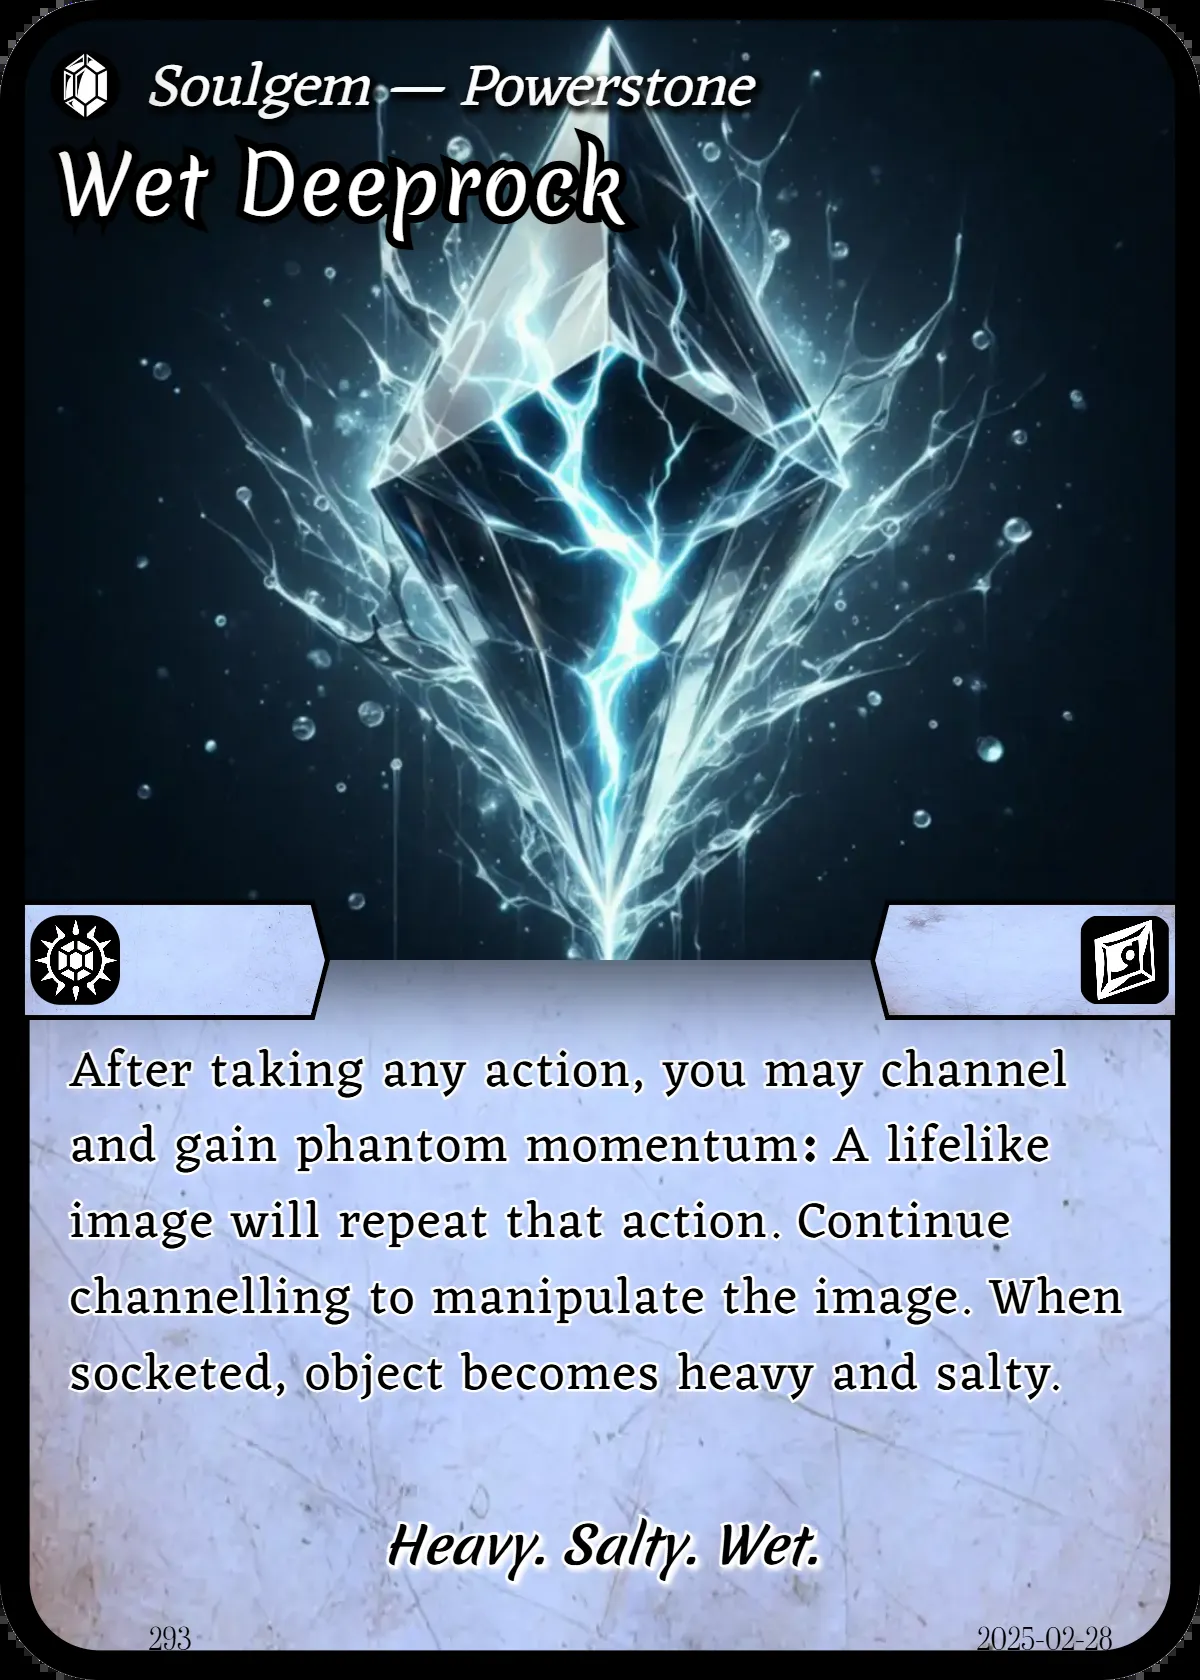 Soulgem — Powerstone
Wet Deeprock
After taking any action, you may channel
and gain phantom momentum: A lifelike
image will repeat that action. Continue
channelling to manipulate the image. When
socketed, object becomes heavy and salty.
Heavy. Salty. Wet.
293
2025-02-28